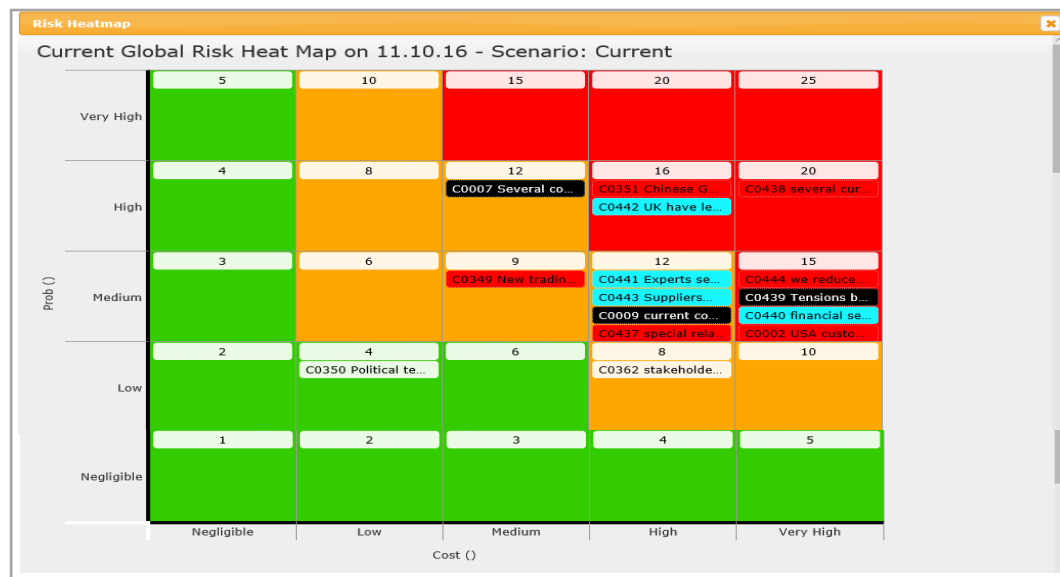 Risk Heatmap
Current Global Risk Heat Map on 11.10.16 - Scenario: Current
5 10 15 20 25
Very High
4 8 12 16 20
C0007 Several co... C0351 Chinese G... C0438 several cur...
C0442 UK have le...
High
3 6 9 12 15
C0349 New tradin... C0441 Experts se... C0444 we reduce...
C0443 Suppliers... C0439 Tensions b...
Medium
C0009 current co... C0440 financial se...
C0437 special rela... C0002 USA custo...
Prob ()
2 4 6 8 10
C0350 Political te... C0362 stakeholde...
Low
1 2 3 4 5
Negligible
Negligible Low Medium High Very High
Cost ()